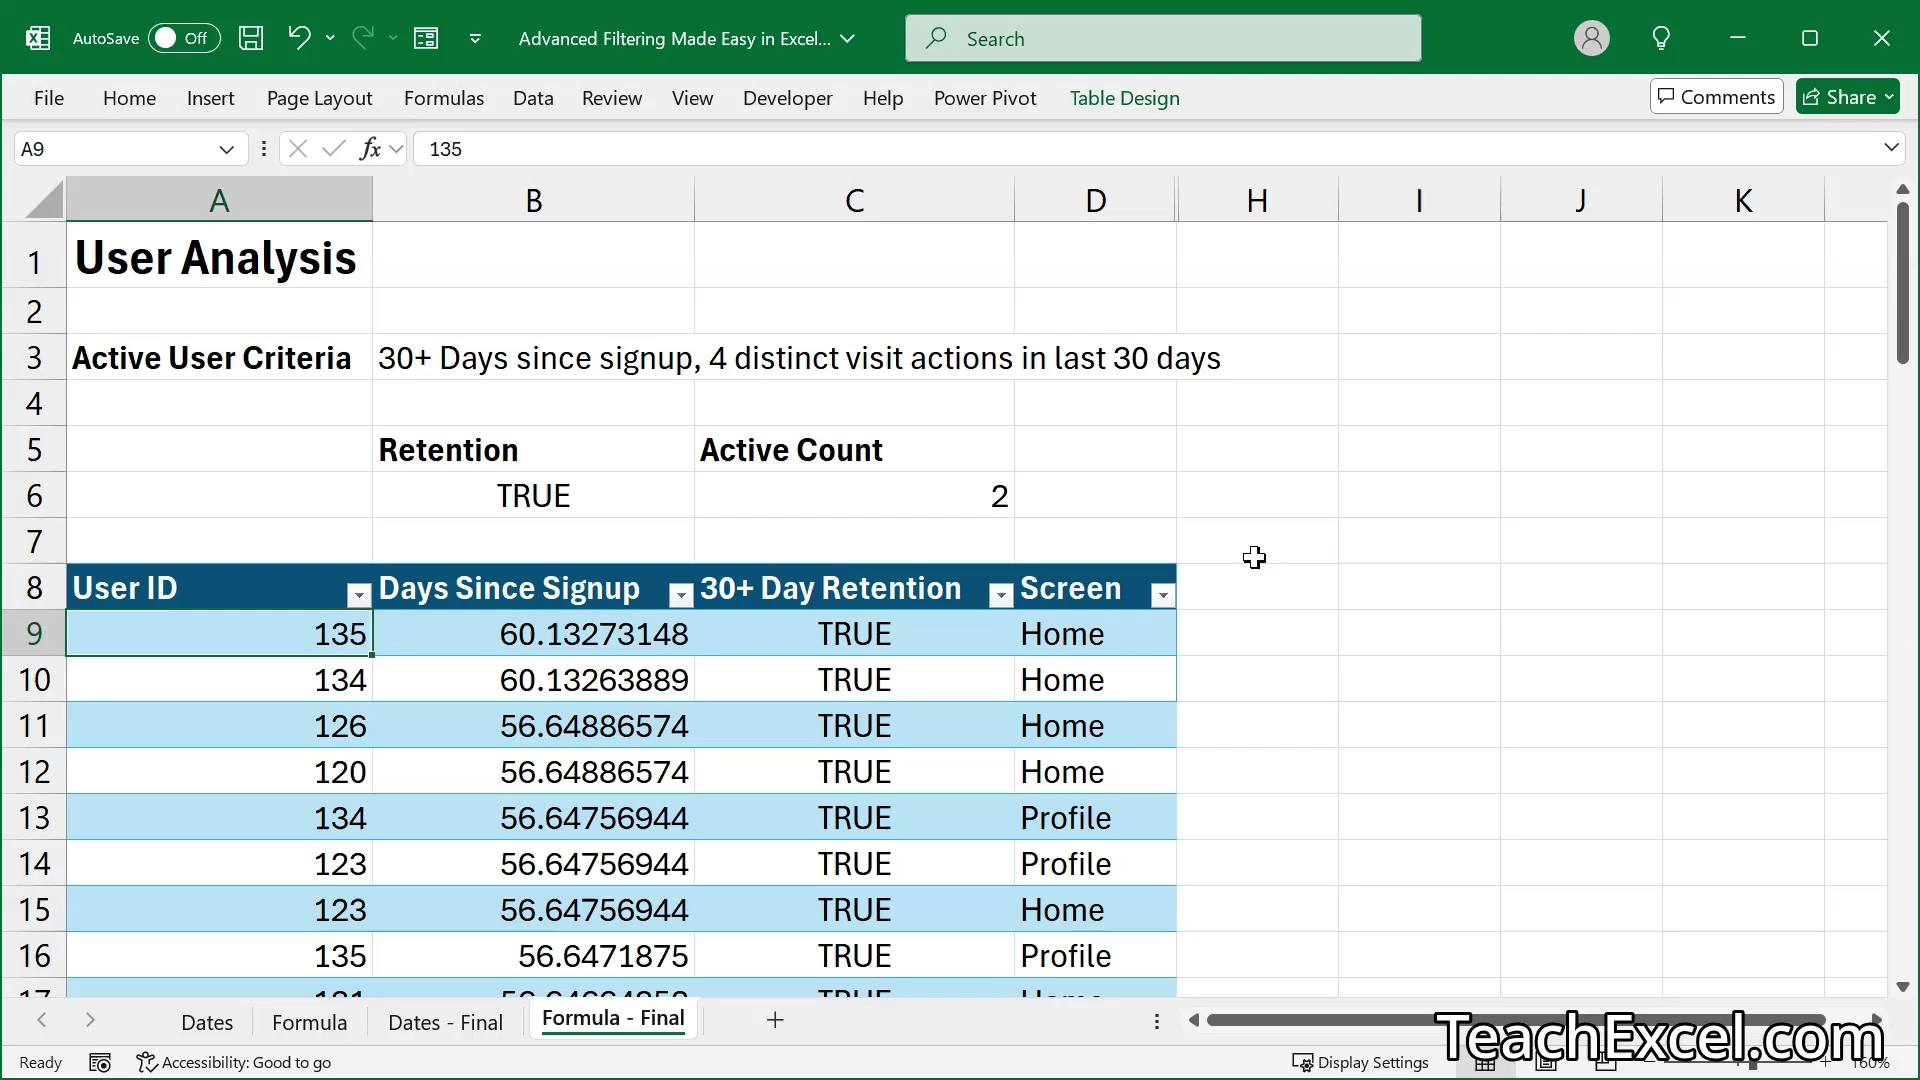 AutoSave Off Advanced Filtering Made Easy in Excel... Search
File Home Insert Page Layout Formulas Data Review View Developer Help Power Pivot Table Design Comments Share
A9 fx 135
A B C D H I J K
1 User Analysis
2
3 Active User Criteria 30+ Days since signup, 4 distinct visit actions in last 30 days
4
5 Retention Active Count
6 TRUE 2
7
8 User ID Days Since Signup 30+ Day Retention Screen
9 135 60.13273148 TRUE Home
10 134 60.13263889 TRUE Home
11 126 56.64886574 TRUE Home
12 120 56.64886574 TRUE Home
13 134 56.64756944 TRUE Profile
14 123 56.64756944 TRUE Profile
15 123 56.64756944 TRUE Home
16 135 56.6471875 TRUE Profile
17 TRUE Home
Dates Formula Dates - Final Formula - Final
TeachExcel.com
Ready Accessibility: Good to go Display Settings 160%